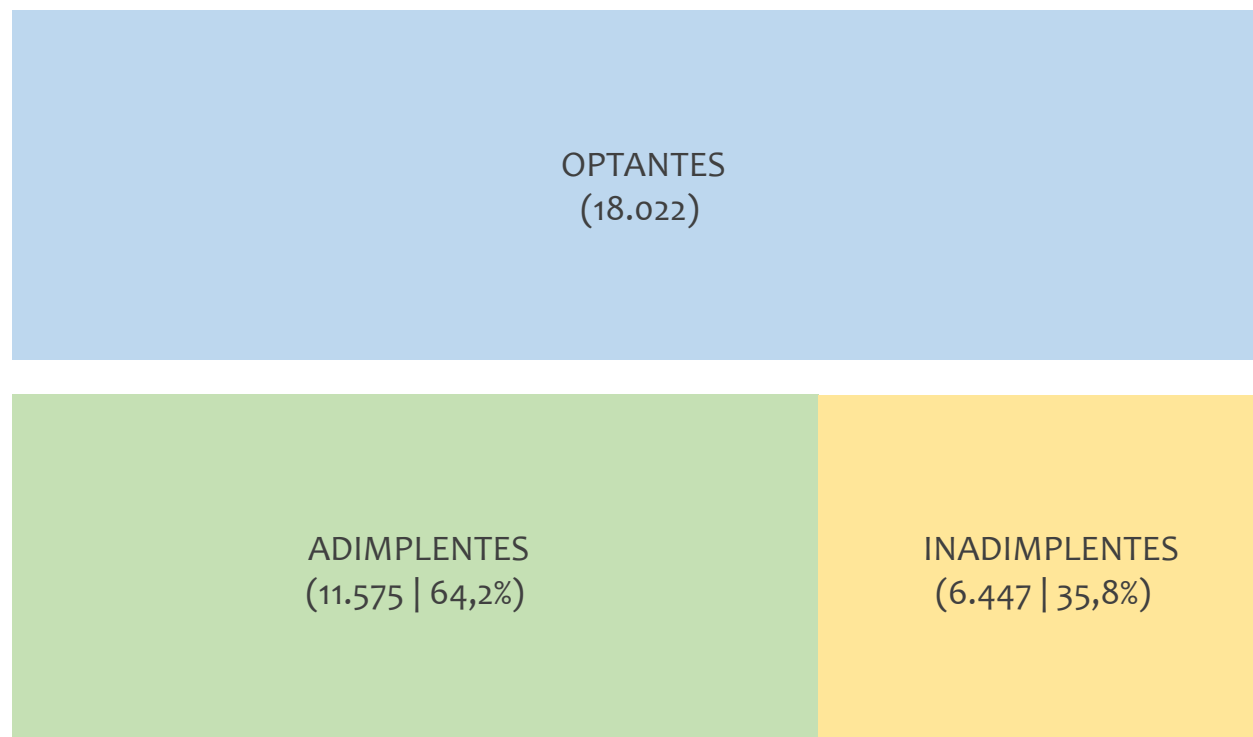 OPTANTES
(18.022)
ADIMPLENTES
(11.575 | 64,2%)
INADIMPLENTES
(6.447 | 35,8%)